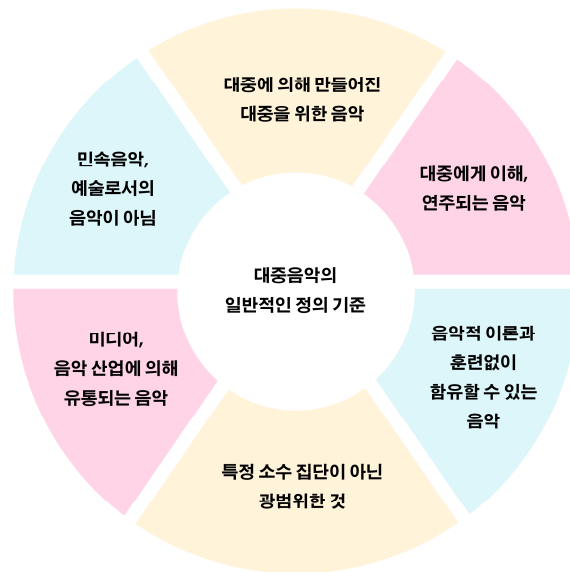 대중에 의해 만들어진
대중을 위한 음악
대중에게 이해,
연주되는 음악
음악적 이론과
훈련없이
함유할 수 있는
음악
특정 소수 집단이 아닌
광범위한 것
미디어,
음악 산업에 의해
유통되는 음악
민속음악,
예술로서의
음악이 아님
대중음악의
일반적인 정의 기준